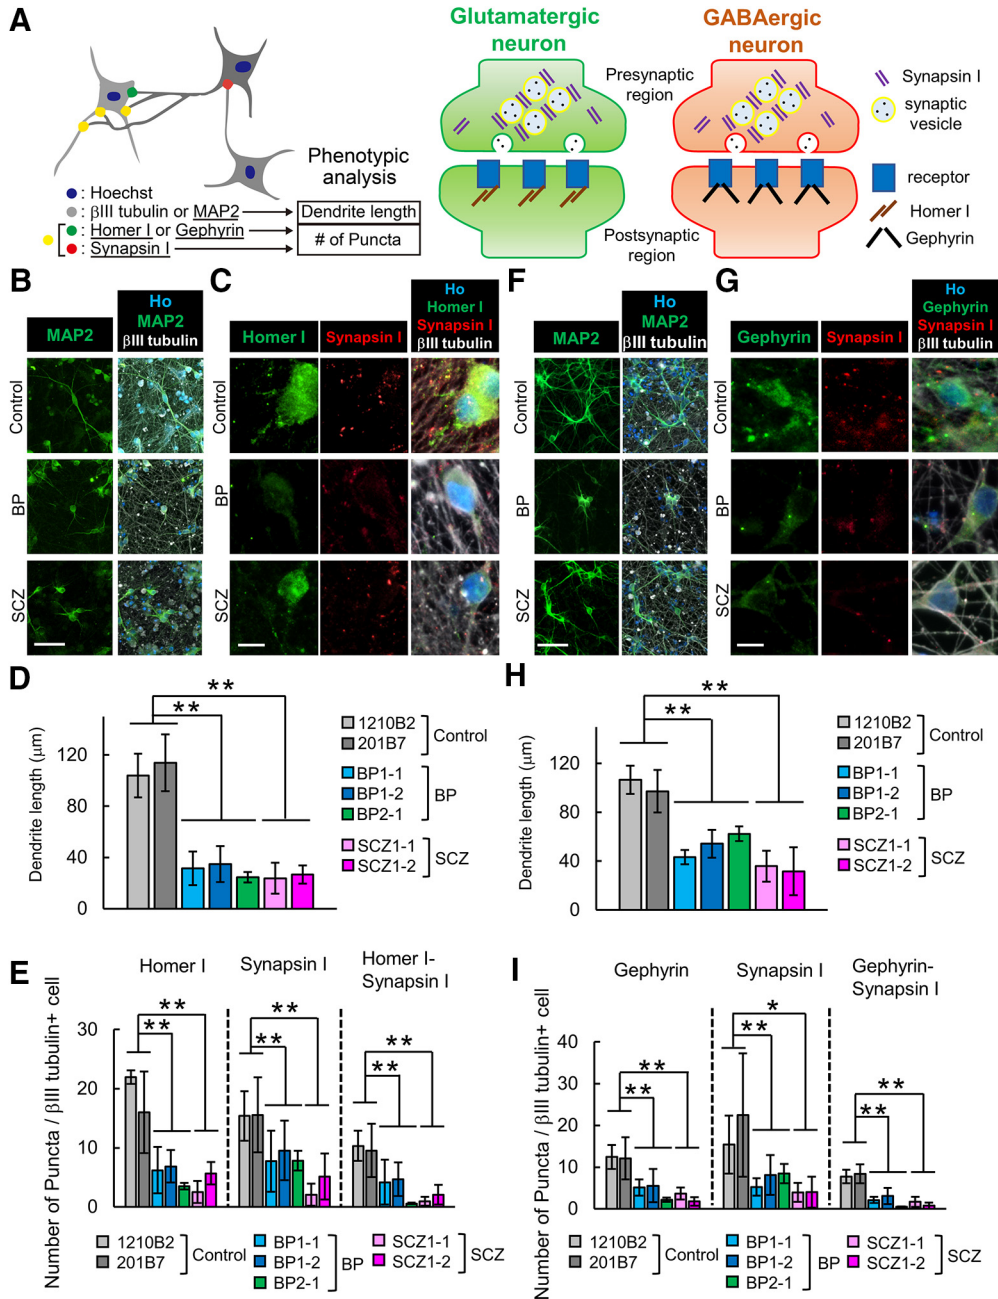 A
Glutamatergic
neuron
GABAergic
neuron
Presynaptic
region
Postsynaptic
region
Synapsin I
synaptic
vesicle
receptor
Homer I
Gephyrin
Phenotypic
analysis
: Hoechst
: βIII tubulin or MAP2
Dendrite length
: Homer I or Gephyrin
# of Puncta
: Synapsin I
B
MAP2
Ho
MAP2
βIII tubulin
Control
BP
SCZ
C
Homer I
Synapsin I
Ho
Homer I
Synapsin I
βIII tubulin
Control
BP
SCZ
F
MAP2
Ho
MAP2
βIII tubulin
Control
BP
SCZ
G
Gephyrin
Synapsin I
Ho
Gephyrin
Synapsin I
βIII tubulin
Control
BP
SCZ
D
**
**
Dendrite length (μm)
120
80
40
0
1210B2
201B7
Control
BP1-1
BP1-2
BP2-1
BP
SCZ1-1
SCZ1-2
SCZ
H
**
**
Dendrite length (μm)
120
80
40
0
1210B2
201B7
Control
BP1-1
BP1-2
BP2-1
BP
SCZ1-1
SCZ1-2
SCZ
E
Homer I
Synapsin I
Homer I-
Synapsin I
Number of Puncta / βIII tubulin+ cell
30
20
10
0
**
**
**
**
**
**
1210B2
201B7
Control
BP1-1
BP1-2
BP2-1
BP
SCZ1-1
SCZ1-2
SCZ
I
Gephyrin
Synapsin I
Gephyrin-
Synapsin I
Number of Puncta / βIII tubulin+ cell
40
30
20
10
0
**
**
*
**
**
**
1210B2
201B7
Control
BP1-1
BP1-2
BP2-1
BP
SCZ1-1
SCZ1-2
SCZ